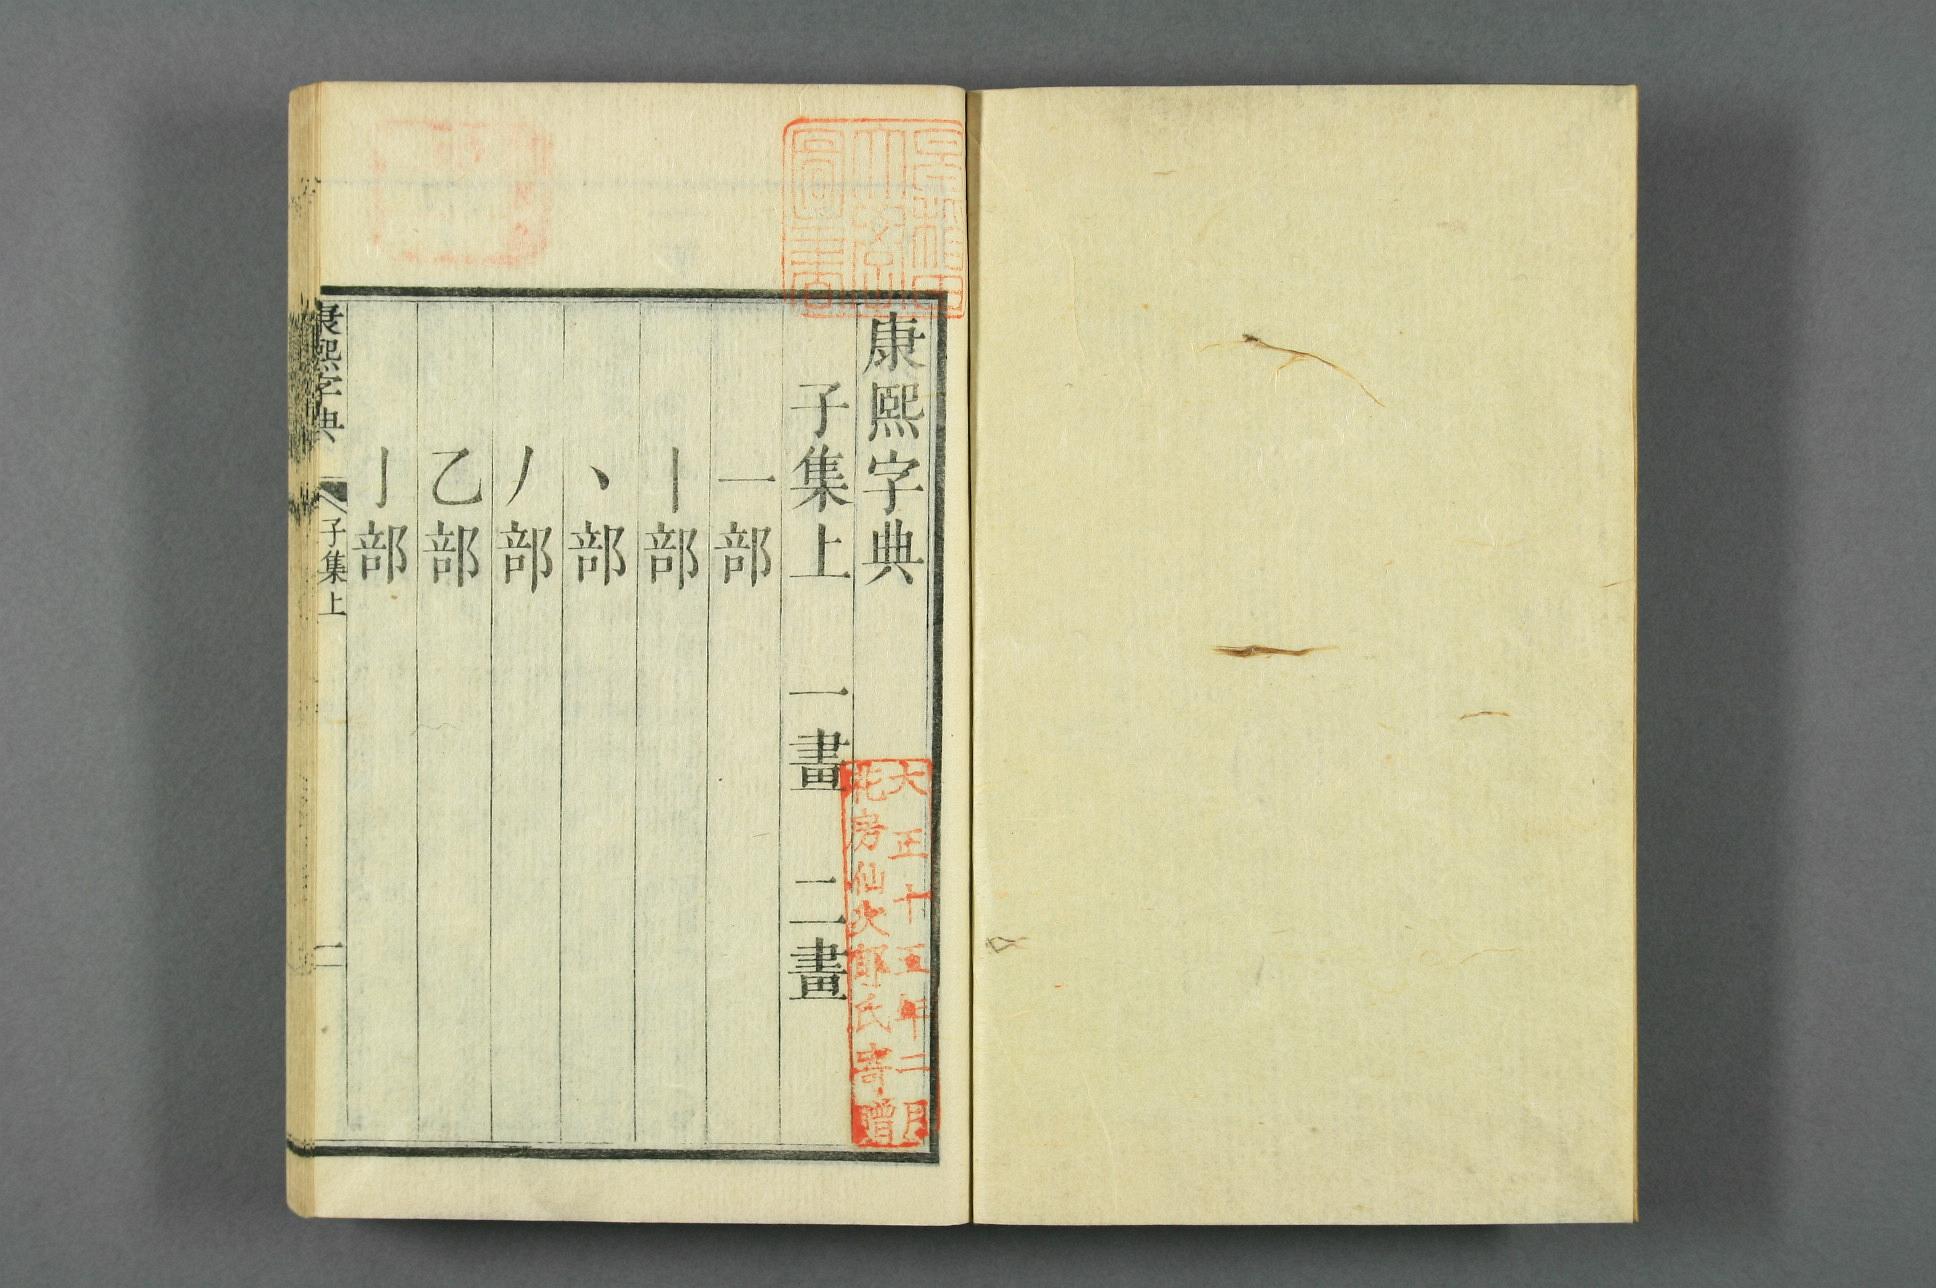 康熙字典
子集上 一畫 二畫
一部
丨部
丶部
丿部
乙部
亅部
康熙字典 子集上 一
大正十五年二月
花房仙次郎氏寄贈